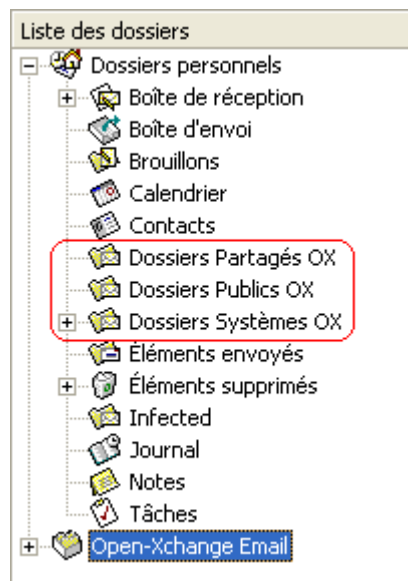 Liste des dossiers
Dossiers personnels
Boîte de réception
Boîte d'envoi
Brouillons
Calendrier
Contacts
Dossiers Partagés OX
Dossiers Publics OX
Dossiers Systèmes OX
Éléments envoyés
Éléments supprimés
Infected
Journal
Notes
Tâches
Open-Xchange Email